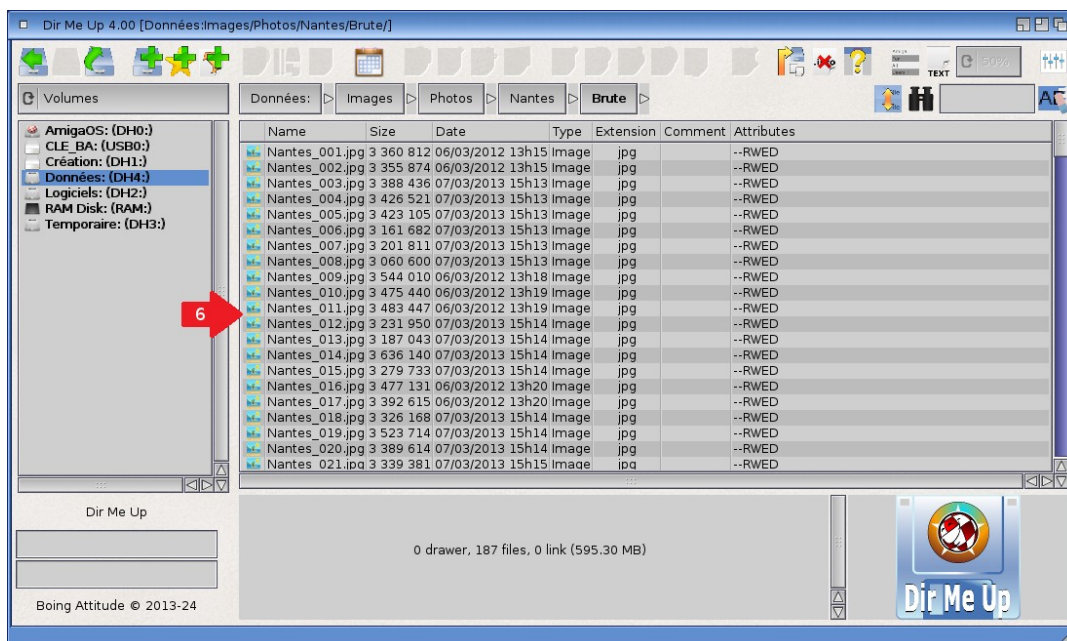 Dir Me Up 4.00 [Données:Images/Photos/Nantes/Brute/]
TEXT 50%
Volumes
Données: Images Photos Nantes Brute
Name Size Date Type Extension Comment Attributes
AmigaOS: (DH0:)
CLE_BA: (USB0:)
Création: (DH1:)
Données: (DH4:)
Logiciels: (DH2:)
RAM Disk: (RAM:)
Temporaire: (DH3:)
Nantes_001.jpg 3 360 812 06/03/2012 13h15 Image jpg --RWED
Nantes_002.jpg 3 355 874 06/03/2012 13h15 Image jpg --RWED
Nantes_003.jpg 3 388 436 07/03/2013 15h13 Image jpg --RWED
Nantes_004.jpg 3 426 521 07/03/2013 15h13 Image jpg --RWED
Nantes_005.jpg 3 423 105 07/03/2013 15h13 Image jpg --RWED
Nantes_006.jpg 3 161 682 07/03/2013 15h13 Image jpg --RWED
Nantes_007.jpg 3 201 811 07/03/2013 15h13 Image jpg --RWED
Nantes_008.jpg 3 060 600 07/03/2013 15h13 Image jpg --RWED
Nantes_009.jpg 3 544 010 06/03/2012 13h18 Image jpg --RWED
Nantes_010.jpg 3 475 440 06/03/2012 13h19 Image jpg --RWED
Nantes_011.jpg 3 483 447 06/03/2012 13h19 Image jpg --RWED
6
Nantes_012.jpg 3 231 950 07/03/2013 15h14 Image jpg --RWED
Nantes_013.jpg 3 187 043 07/03/2013 15h14 Image jpg --RWED
Nantes_014.jpg 3 636 140 07/03/2013 15h14 Image jpg --RWED
Nantes_015.jpg 3 279 733 07/03/2013 15h14 Image jpg --RWED
Nantes_016.jpg 3 477 131 06/03/2012 13h20 Image jpg --RWED
Nantes_017.jpg 3 392 615 06/03/2012 13h20 Image jpg --RWED
Nantes_018.jpg 3 326 168 07/03/2013 15h14 Image jpg --RWED
Nantes_019.jpg 3 523 714 07/03/2013 15h14 Image jpg --RWED
Nantes_020.jpg 3 389 614 07/03/2013 15h14 Image jpg --RWED
Nantes_021.jpg 3 339 381 07/03/2013 15h15 Image jpg --RWED
Dir Me Up
0 drawer, 187 files, 0 link (595.30 MB)
Boing Attitude © 2013-24
Dir Me Up